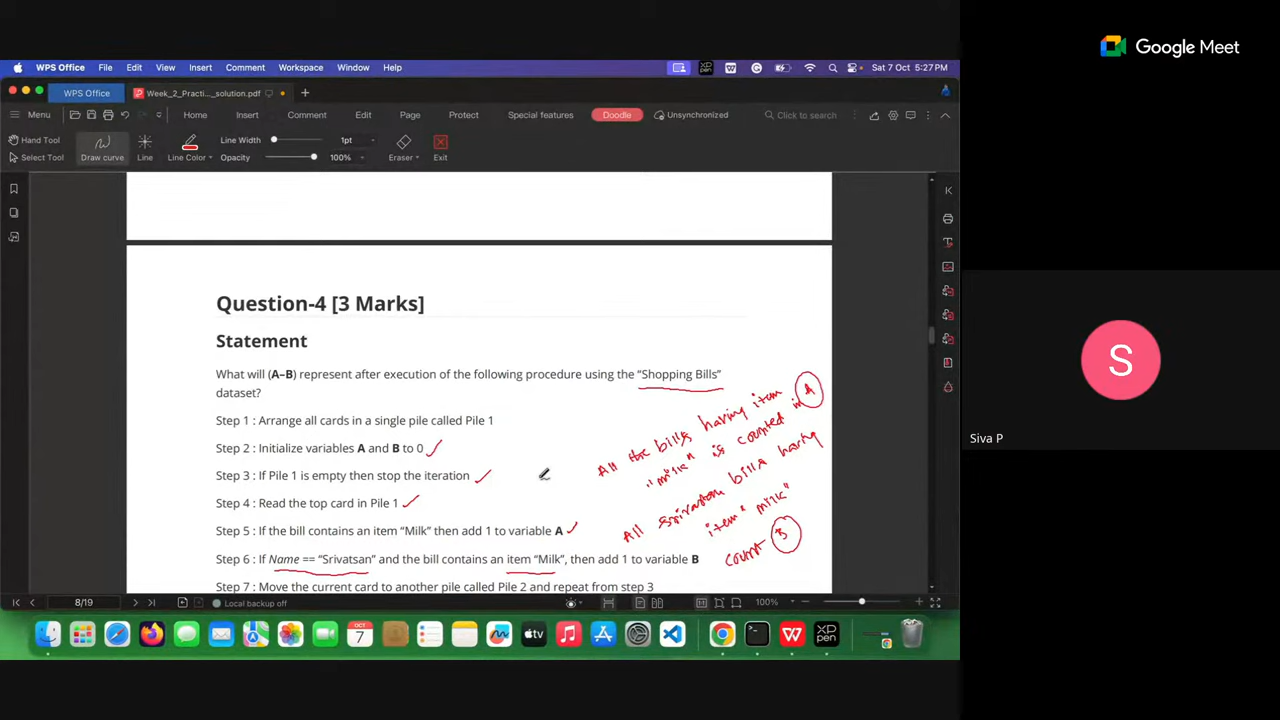 Google Meet
WPS Office File Edit View Insert Comment Workspace Window Help
Sat 7 Oct 5:27 PM
WPS Office
Week_2_Practi..._solution.pdf
Menu
Home Insert Comment Edit Page Protect Special features Doodle Unsynchronized
Click to search
Hand Tool
Select Tool
Draw curve
Line
Line Color
Line Width 1pt
Opacity 100%
Eraser
Exit
Question-4 [3 Marks]
Statement
What will (A–B) represent after execution of the following procedure using the “Shopping Bills”
dataset?
Step 1 : Arrange all cards in a single pile called Pile 1
Step 2 : Initialize variables A and B to 0
Step 3 : If Pile 1 is empty then stop the iteration
Step 4 : Read the top card in Pile 1
Step 5 : If the bill contains an item “Milk” then add 1 to variable A
Step 6 : If Name == “Srivatsan” and the bill contains an item “Milk”, then add 1 to variable B
Step 7 : Move the current card to another pile called Pile 2 and repeat from step 3
All the bills having item
"milk" is counted in A
All Srivatsan bills having
item "milk"
count B
8/19
Local backup off
100%
OCT
7
tv
XP
PEN
S
Siva P